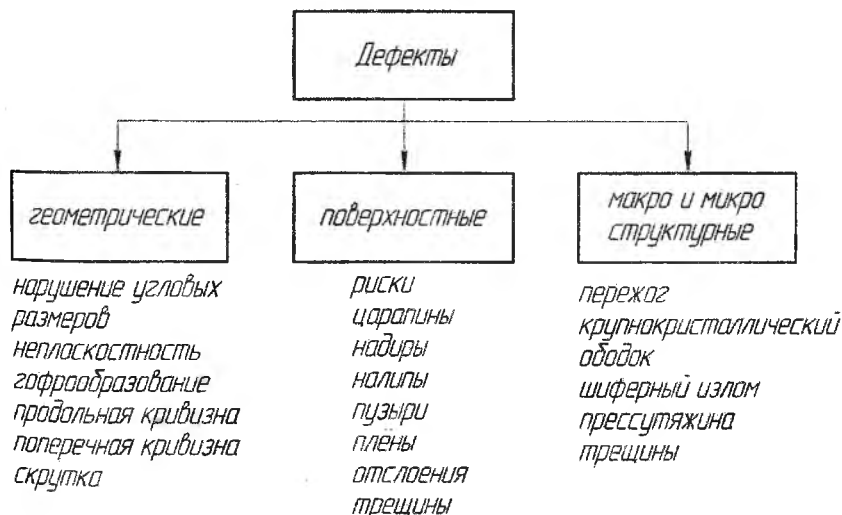 Дефекты
геометрические
нарушение угловых
размеров
неплоскостность
гофрообразование
продольная кривизна
поперечная кривизна
скрутка
поверхностные
риски
царапины
надиры
налипы
пузыри
плены
отслоения
трещины
макро и микро
структурные
пережог
крупнокристаллический
ободок
шиферный излом
прессутяжина
трещины